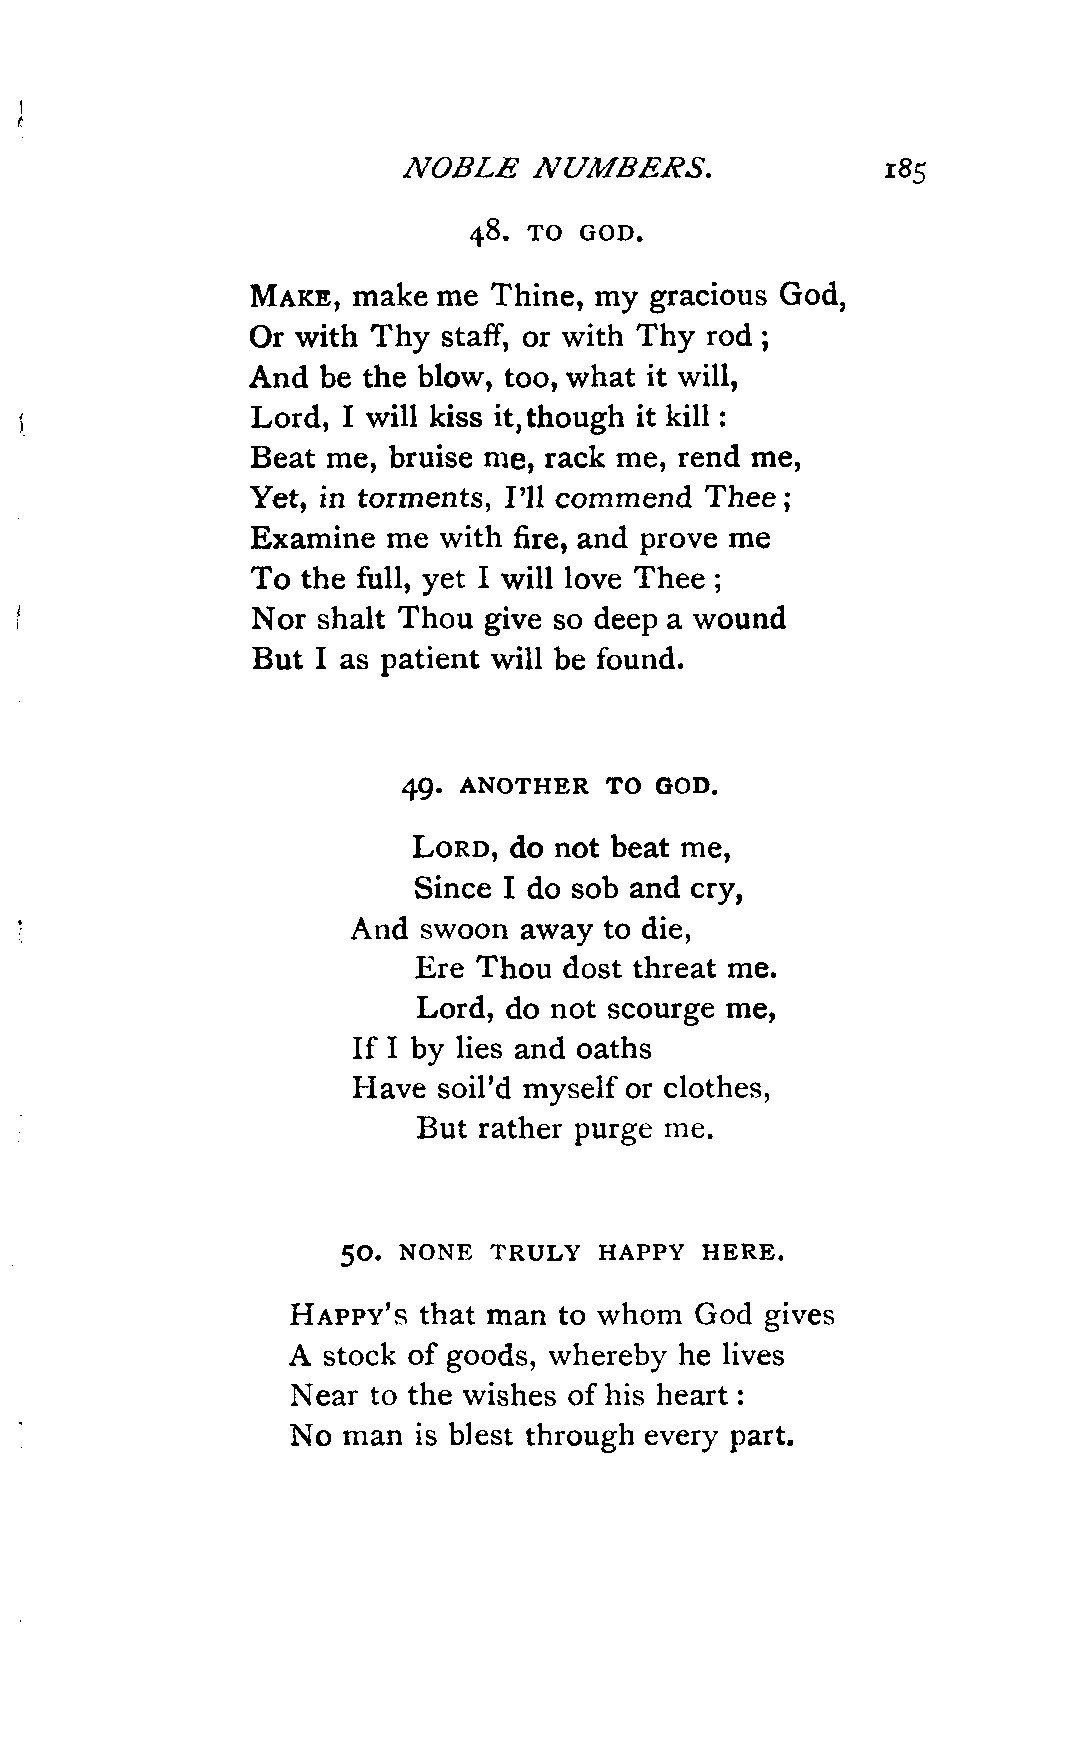 NOBLE NUMBERS. 185
48. TO GOD.
MAKE, make me Thine, my gracious God,
Or with Thy staff, or with Thy rod ;
And be the blow, too, what it will,
Lord, I will kiss it, though it kill :
Beat me, bruise me, rack me, rend me,
Yet, in torments, I'll commend Thee ;
Examine me with fire, and prove me
To the full, yet I will love Thee ;
Nor shalt Thou give so deep a wound
But I as patient will be found.
49. ANOTHER TO GOD.
LORD, do not beat me,
Since I do sob and cry,
And swoon away to die,
Ere Thou dost threat me.
Lord, do not scourge me,
If I by lies and oaths
Have soil'd myself or clothes,
But rather purge me.
50. NONE TRULY HAPPY HERE.
HAPPY'S that man to whom God gives
A stock of goods, whereby he lives
Near to the wishes of his heart :
No man is blest through every part.